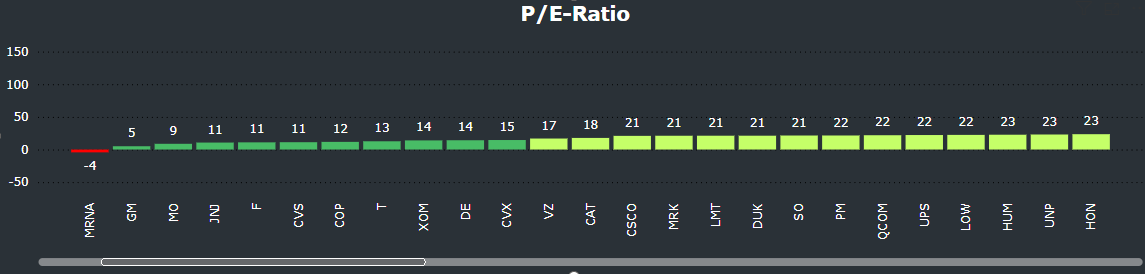 P/E-Ratio
150
100
50
0
-50
-4 5 9 11 11 11 12 13 14 14 15 17 18 21 21 21 21 21 22 22 22 22 23 23 23
MRNA GM MO JNJ F CVS COP T XOM DE CVX VZ CAT CSCO MRK LMT DUK SO PM QCOM UPS LOW HUM UNP HON